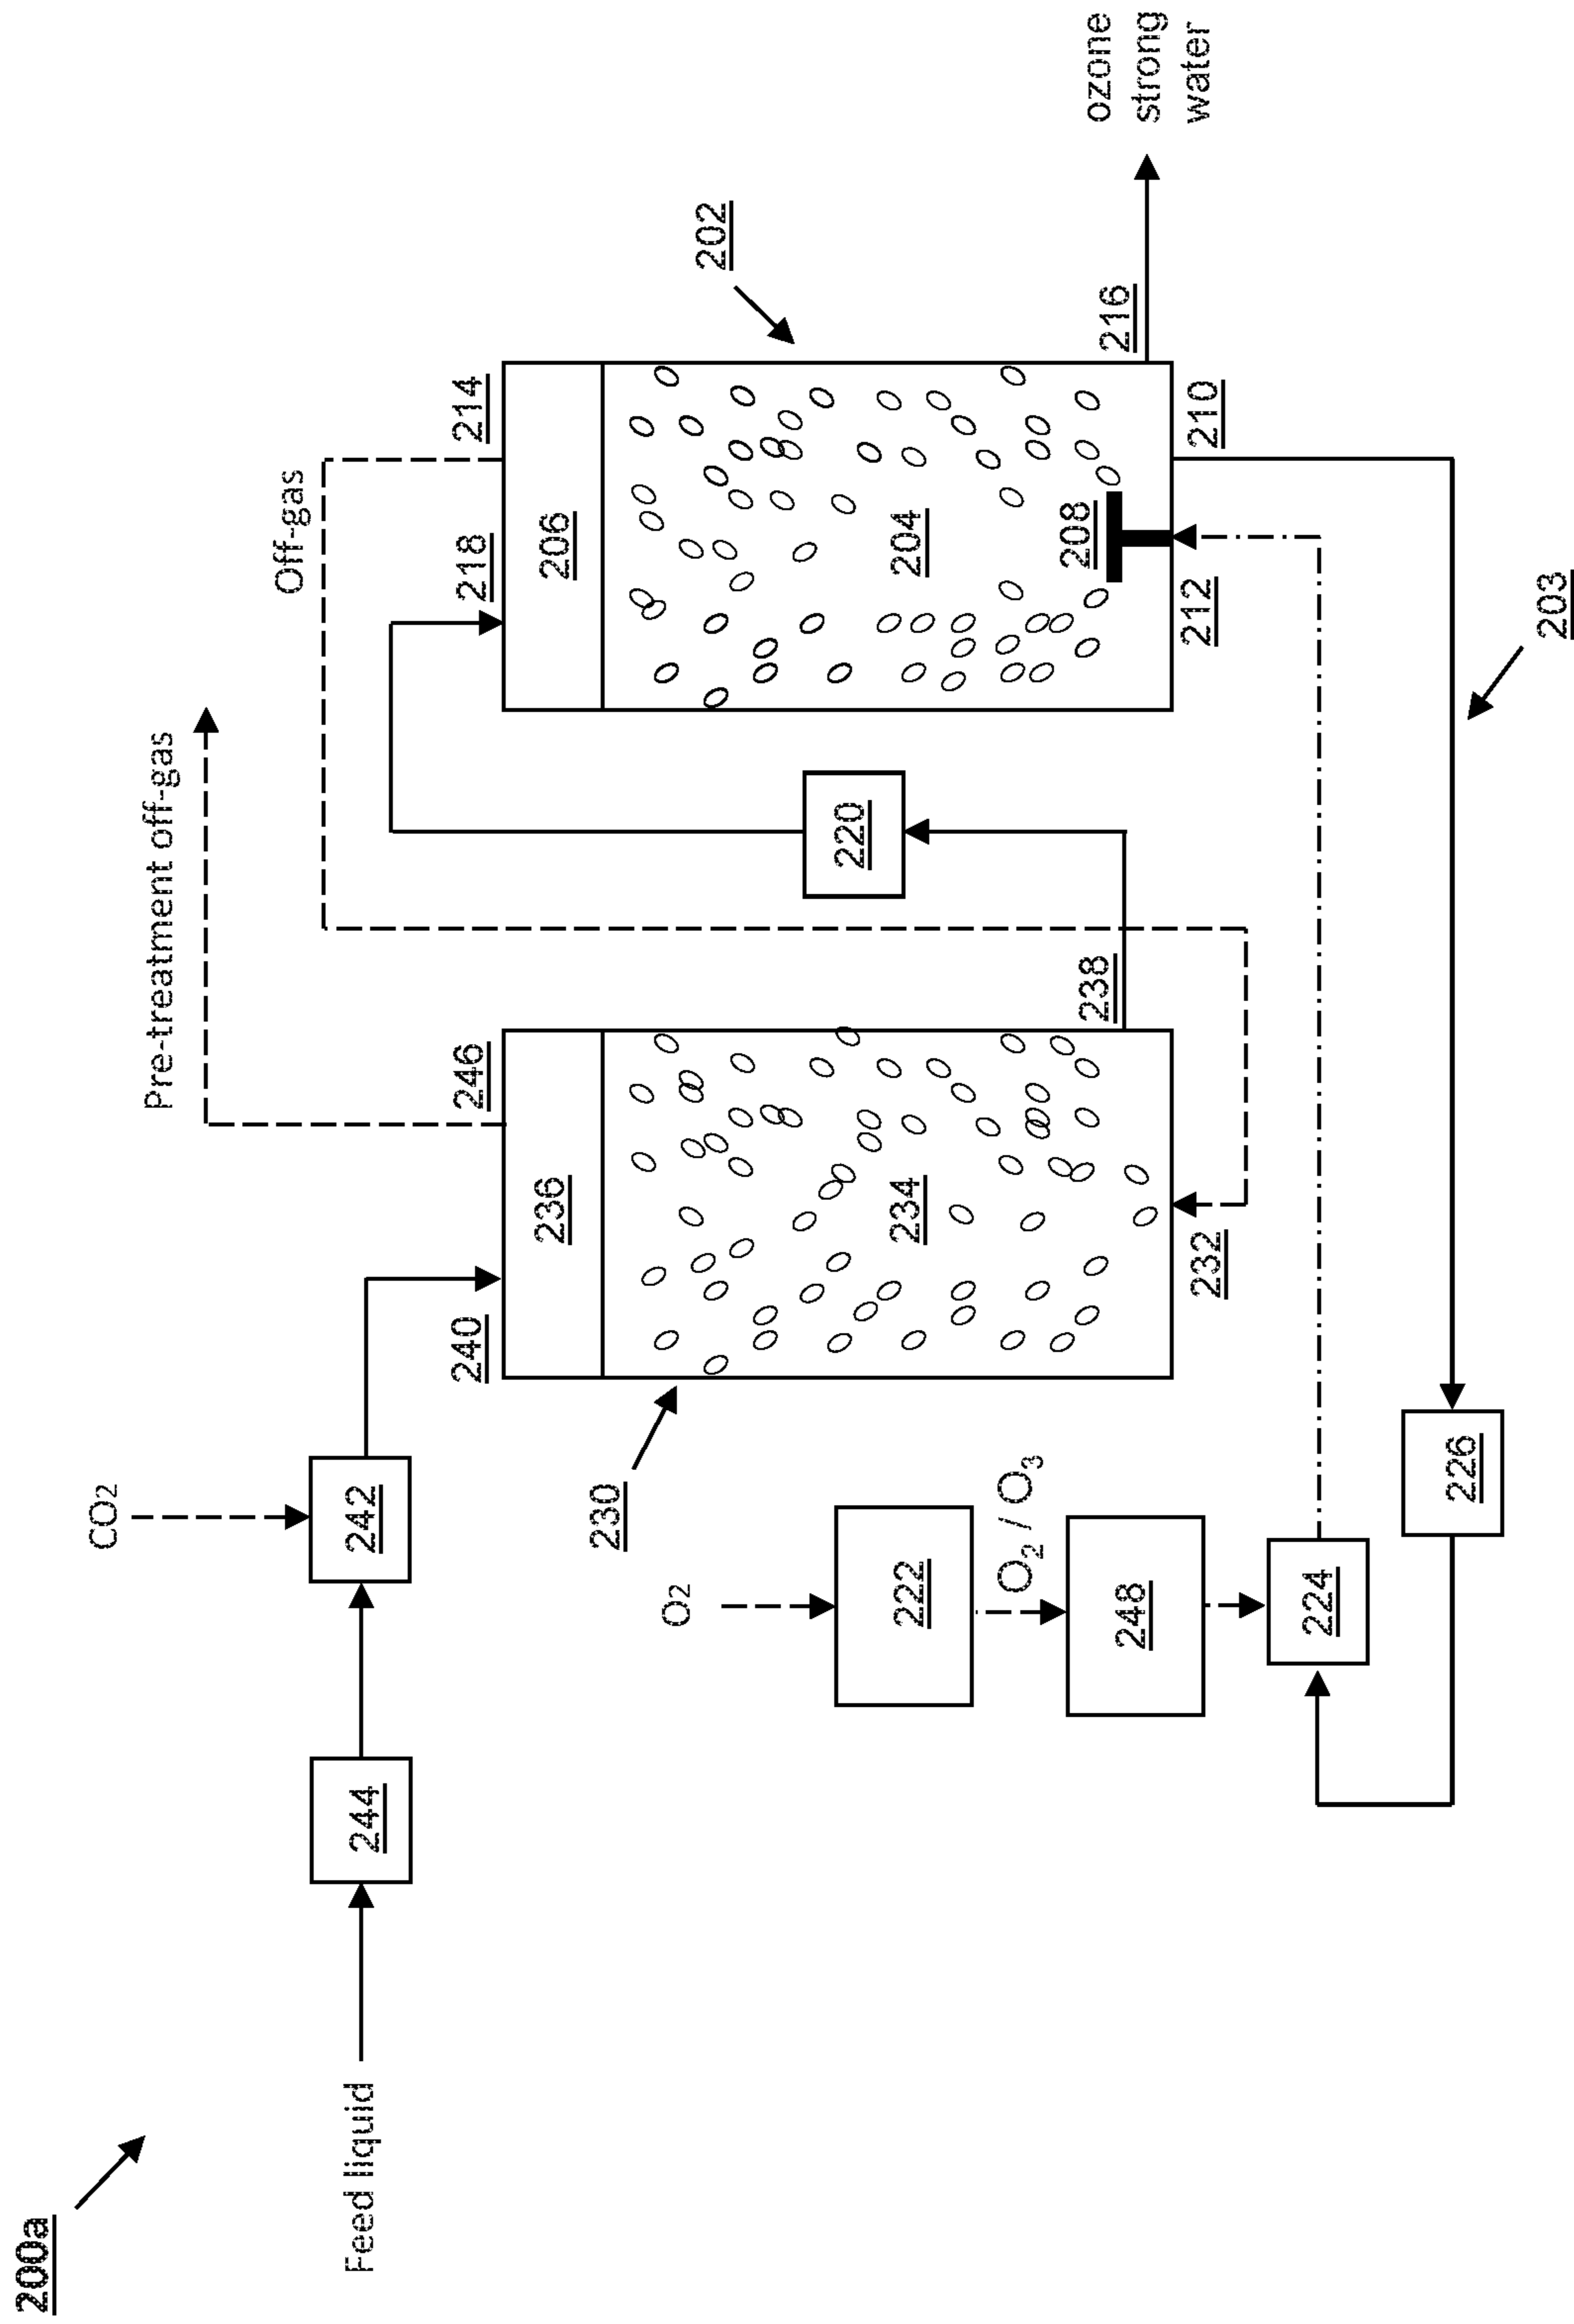 200a
Feed liquid
244
CO2
242
240
Pre-treatment off-gas
246
236
234
230
232
238
Off-gas
220
218
214
206
204
208
202
216
ozone
strong
water
210
212
203
O2
222
O2 / O3
248
224
226